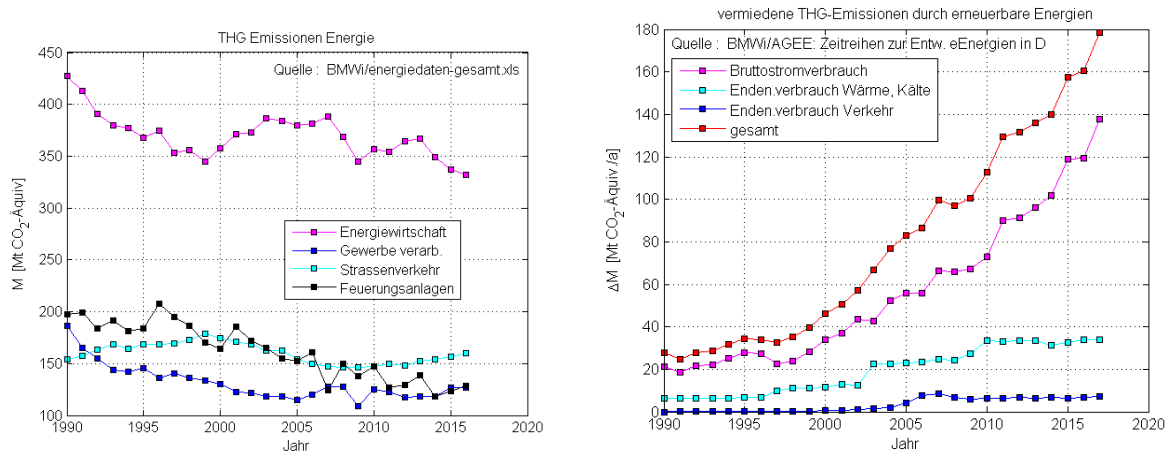 THG Emissionen Energie
Quelle : BMWi/energiedaten-gesamt.xls
450
400
350
300
250
200
150
100
M [Mt CO2-Äquiv]
Energiewirtschaft
Gewerbe verarb.
Strassenverkehr
Feuerungsanlagen
1990 1995 2000 2005 2010 2015 2020
Jahr
vermiedene THG-Emissionen durch erneuerbare Energien
Quelle : BMWi/AGEE: Zeitreihen zur Entw. eEnergien in D
180
160
140
120
100
80
60
40
20
0
ΔM [Mt CO2-Äquiv./a]
Bruttostromverbrauch
Enden.verbrauch Wärme, Kälte
Enden.verbrauch Verkehr
gesamt
1990 1995 2000 2005 2010 2015 2020
Jahr